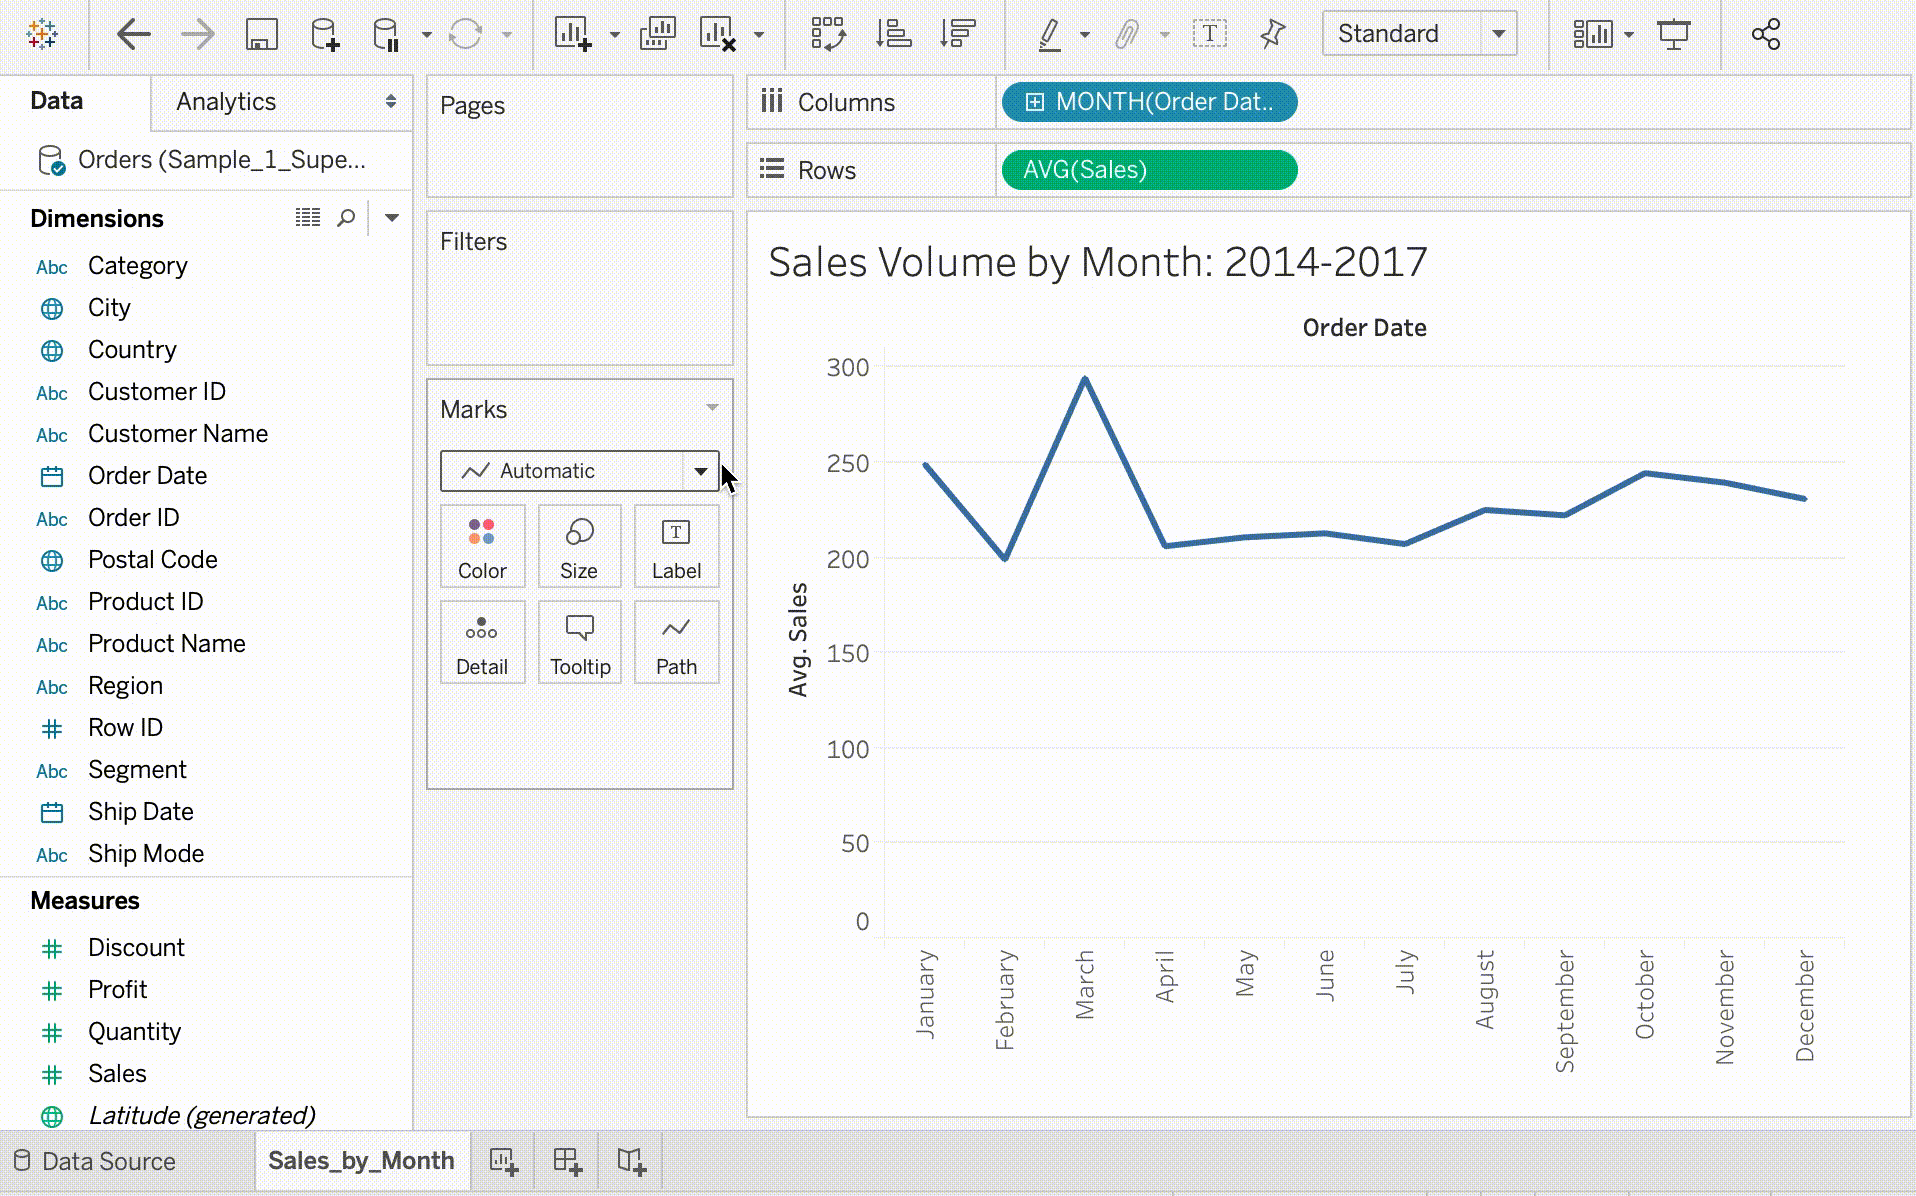 Standard
Data
Analytics
Orders (Sample_1_Supe...
Dimensions
Abc Category
City
Country
Abc Customer ID
Abc Customer Name
Order Date
Abc Order ID
Postal Code
Abc Product ID
Abc Product Name
Abc Region
Row ID
Abc Segment
Ship Date
Abc Ship Mode
Measures
Discount
Profit
Quantity
Sales
Latitude (generated)
Pages
Filters
Marks
Automatic
Color Size Label
Detail Tooltip Path
Columns
MONTH(Order Dat..
Rows
AVG(Sales)
Sales Volume by Month: 2014-2017
Order Date
300
250
200
150
100
50
0
Avg. Sales
January
February
March
April
May
June
July
August
September
October
November
December
Data Source
Sales_by_Month